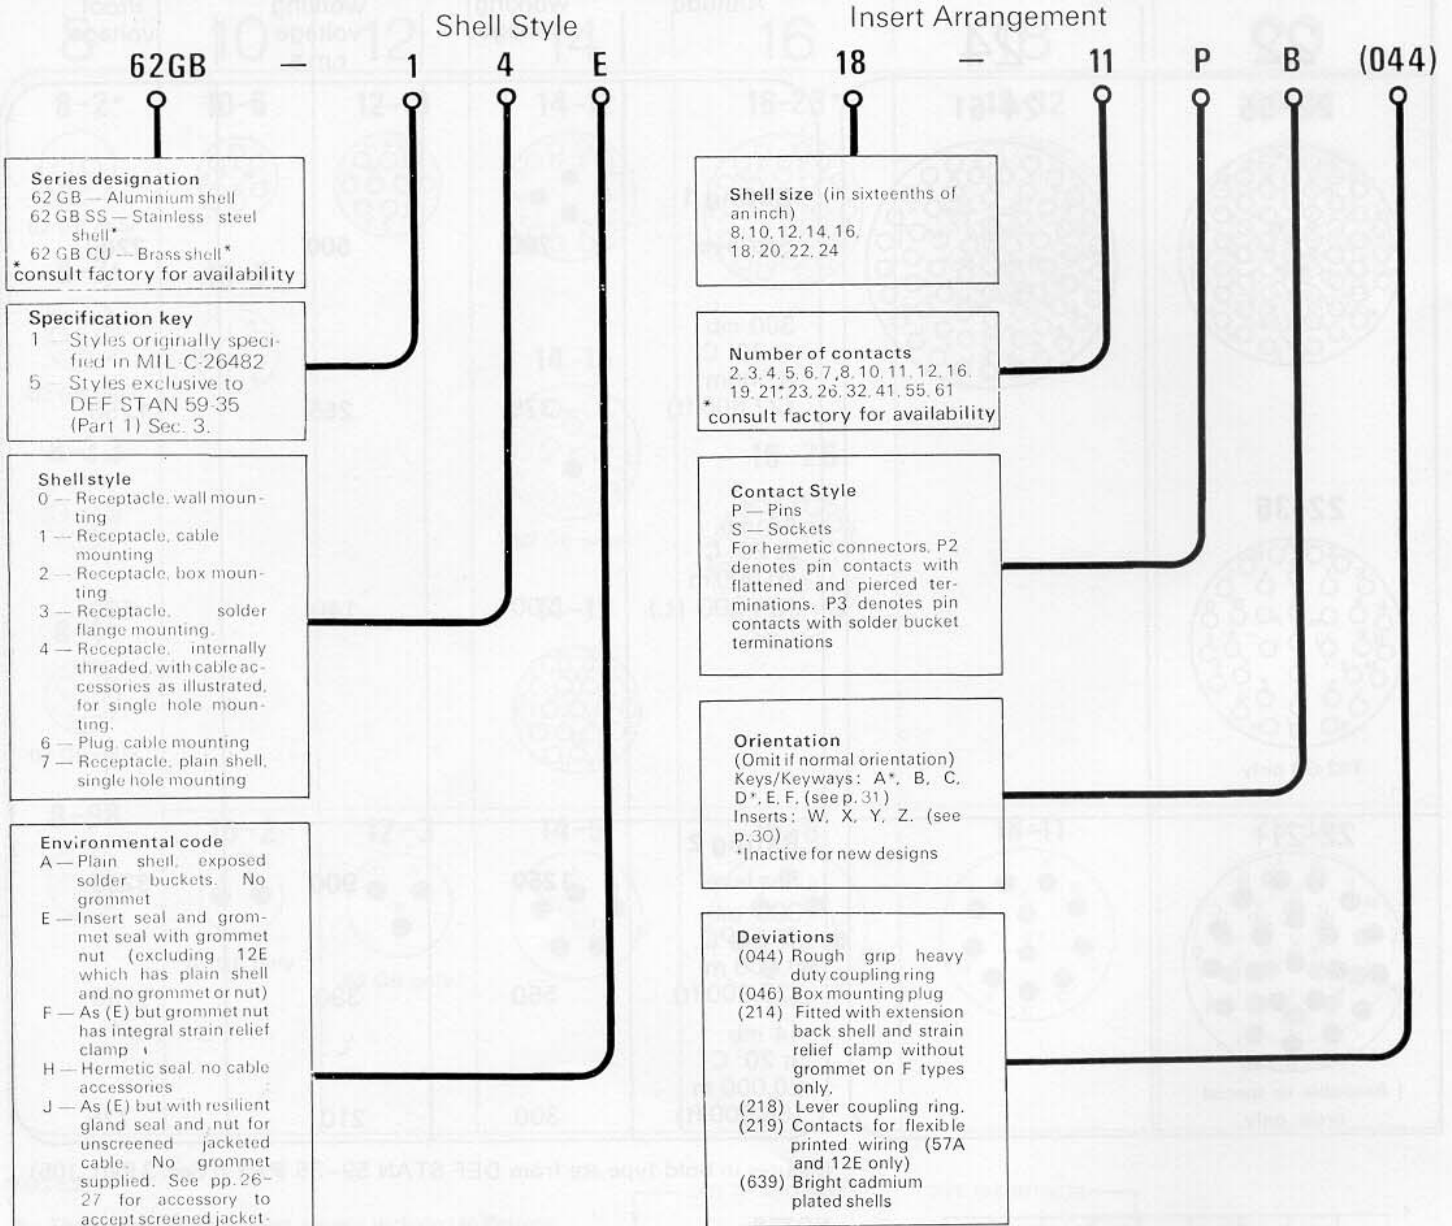 Shell Style
Insert Arrangement
62GB — 1 4 E 18 — 11 P B (044)
Series designation
62 GB — Aluminium shell
62 GB SS — Stainless steel
shell*
62 GB CU — Brass shell*
*consult factory for availability
Specification key
1 — Styles originally speci-
fied in MIL-C-26482
5 — Styles exclusive to
DEF. STAN 59-35
(Part 1) Sec. 3.
Shell style
0 — Receptacle, wall moun-
ting
1 — Receptacle, cable
mounting
2 — Receptacle, box moun-
ting
3 — Receptacle, solder
flange mounting.
4 — Receptacle, internally
threaded, with cable ac-
cessories as illustrated,
for single hole moun-
ting.
6 — Plug, cable mounting
7 — Receptacle, plain shell,
single hole mounting
Environmental code
A — Plain shell, exposed
solder buckets. No
grommet
E — Insert seal and grom-
met seal with grommet
nut (excluding 12E
which has plain shell
and no grommet or nut)
F — As (E) but grommet nut
has integral strain relief
clamp
H — Hermetic seal, no cable
accessories
J — As (E) but with resilient
gland seal and nut for
unscreened jacketed
cable. No grommet
supplied. See pp.26–
27 for accessory to
accept screened jacket-
Shell size (in sixteenths of
an inch)
8, 10, 12, 14, 16,
18, 20, 22, 24
Number of contacts
2, 3, 4, 5, 6, 7, 8, 10, 11, 12, 16,
19, 21*, 23, 26, 32, 41, 55, 61
*consult factory for availability
Contact Style
P — Pins
S — Sockets
For hermetic connectors, P2
denotes pin contacts with
flattened and pierced ter-
minations. P3 denotes pin
contacts with solder bucket
terminations
Orientation
(Omit if normal orientation)
Keys/Keyways: A*, B, C,
D*, E, F, (see p. 31)
Inserts: W, X, Y, Z. (see
p.30)
*Inactive for new designs
Deviations
(044) Rough grip heavy
duty coupling ring
(046) Box mounting plug
(214) Fitted with extension
back shell and strain
relief clamp without
grommet on F types
only.
(218) Lever coupling ring.
(219) Contacts for flexible
printed wiring (57A
and 12E only)
(639) Bright cadmium
plated shells